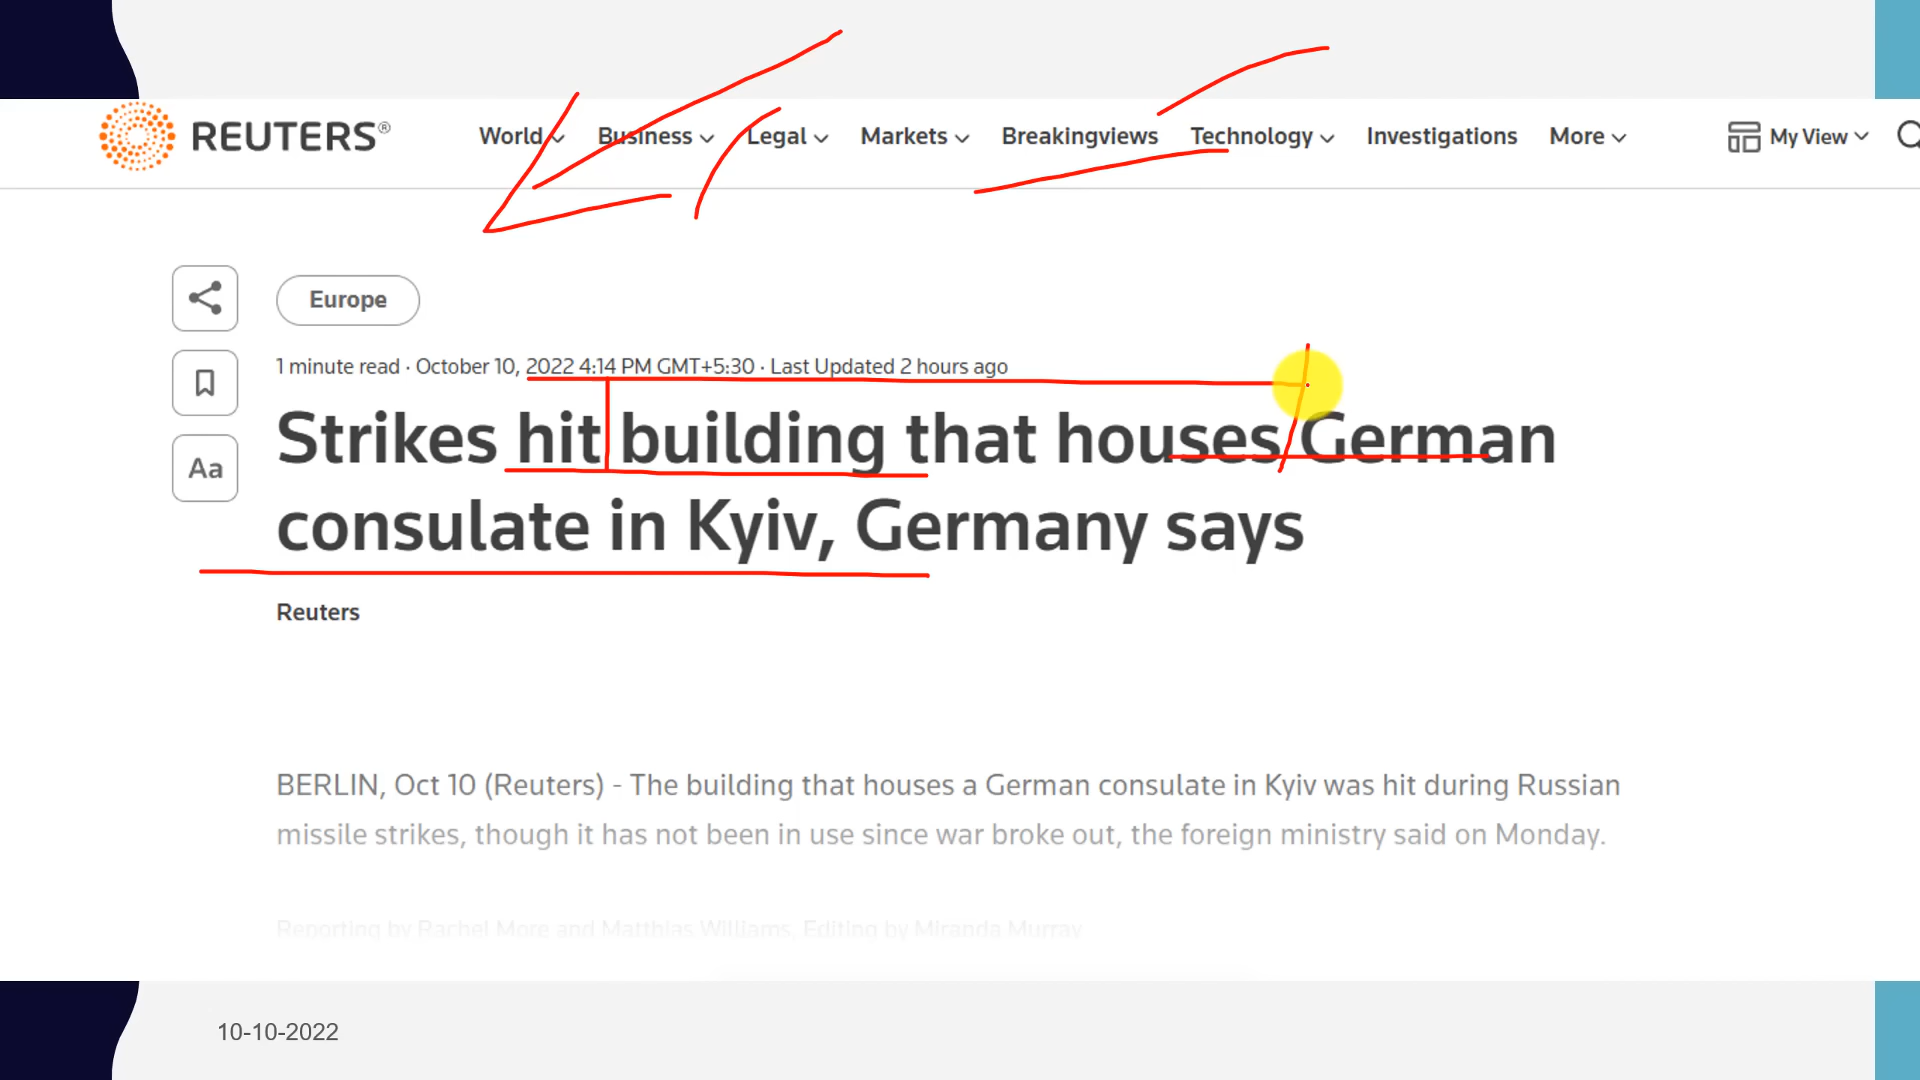 REUTERS®
World Business Legal Markets Breakingviews Technology Investigations More My View
Europe
1 minute read · October 10, 2022 4:14 PM GMT+5:30 · Last Updated 2 hours ago
Aa
Strikes hit building that houses German
consulate in Kyiv, Germany says
Reuters
BERLIN, Oct 10 (Reuters) - The building that houses a German consulate in Kyiv was hit during Russian
missile strikes, though it has not been in use since war broke out, the foreign ministry said on Monday.
Reporting by Rachel More and Matthias Williams, Editing by Miranda Murray
10-10-2022